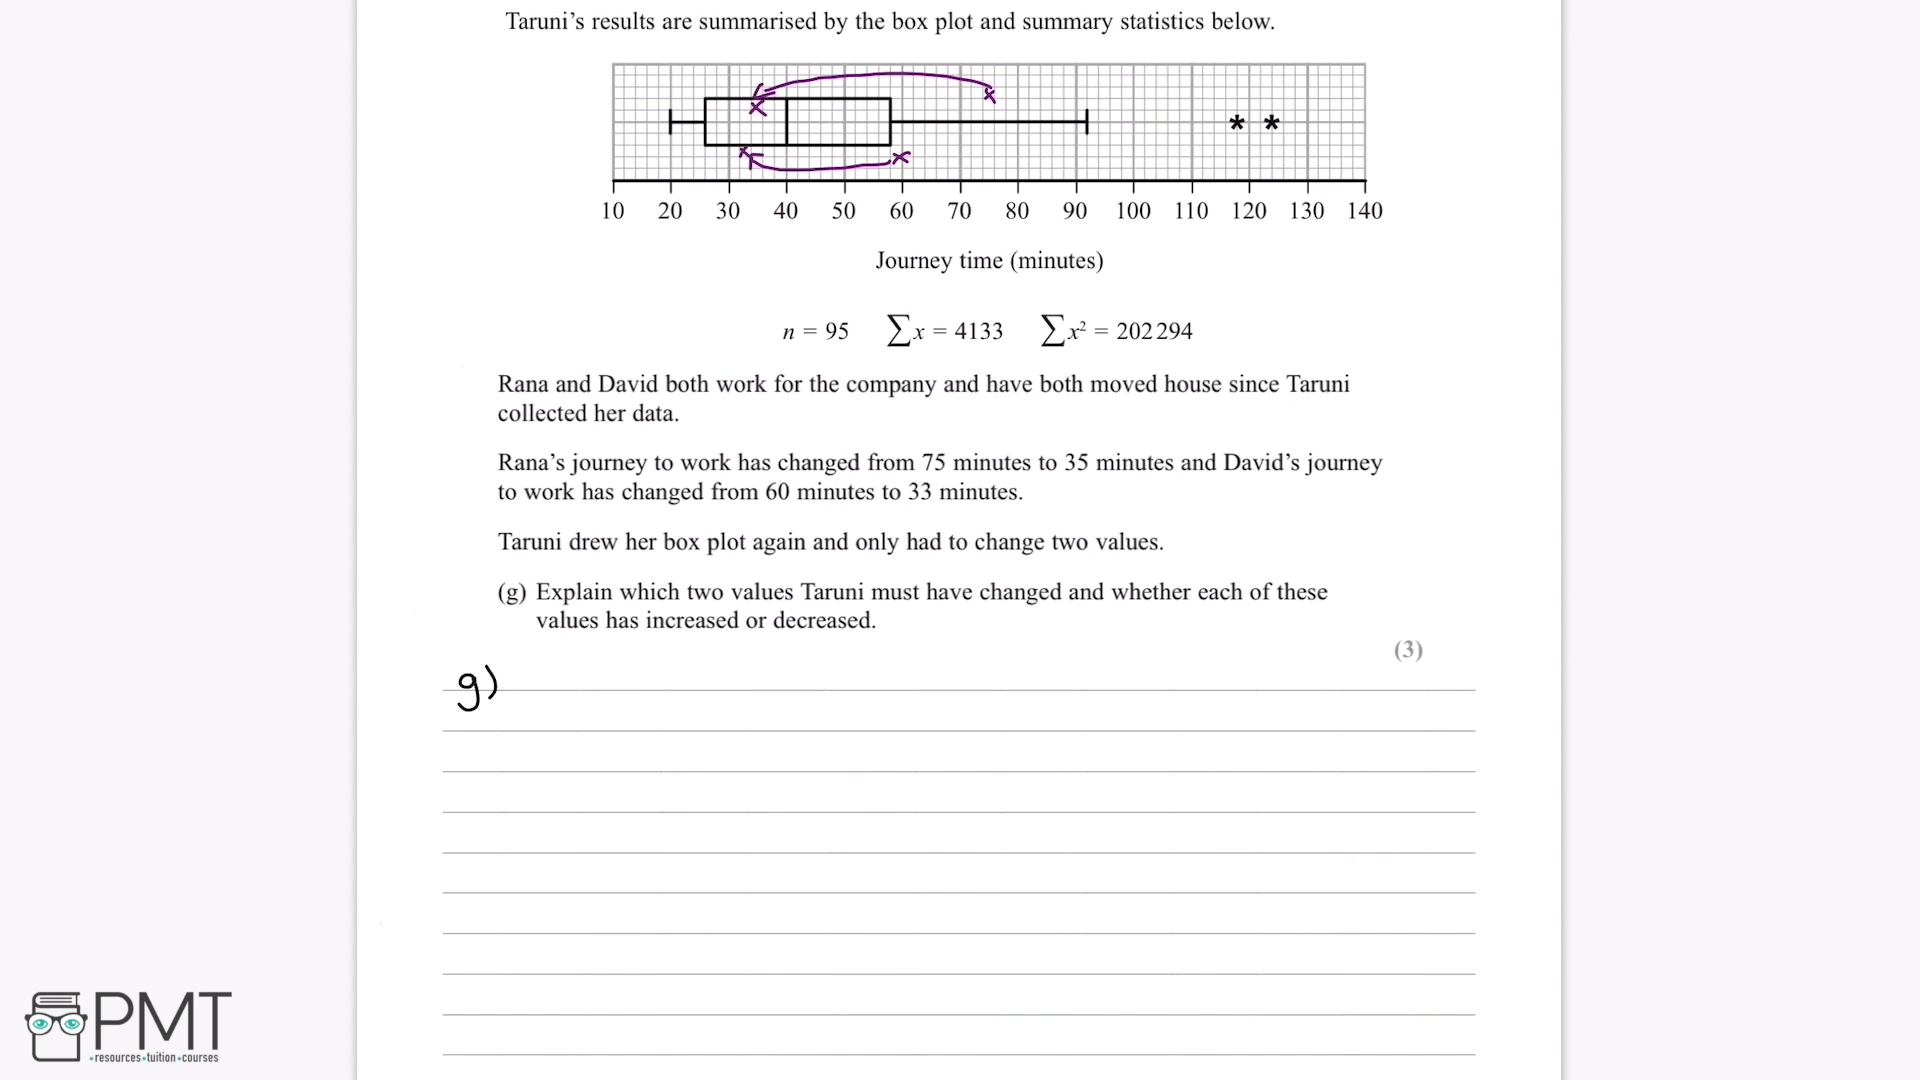 Taruni's results are summarised by the box plot and summary statistics below.
* *
10 20 30 40 50 60 70 80 90 100 110 120 130 140
Journey time (minutes)
n = 95 ∑x = 4133 ∑x² = 202 294
Rana and David both work for the company and have both moved house since Taruni
collected her data.
Rana's journey to work has changed from 75 minutes to 35 minutes and David's journey
to work has changed from 60 minutes to 33 minutes.
Taruni drew her box plot again and only had to change two values.
(g) Explain which two values Taruni must have changed and whether each of these
values has increased or decreased.
(3)
g)
PMT
•resources•tuition•courses